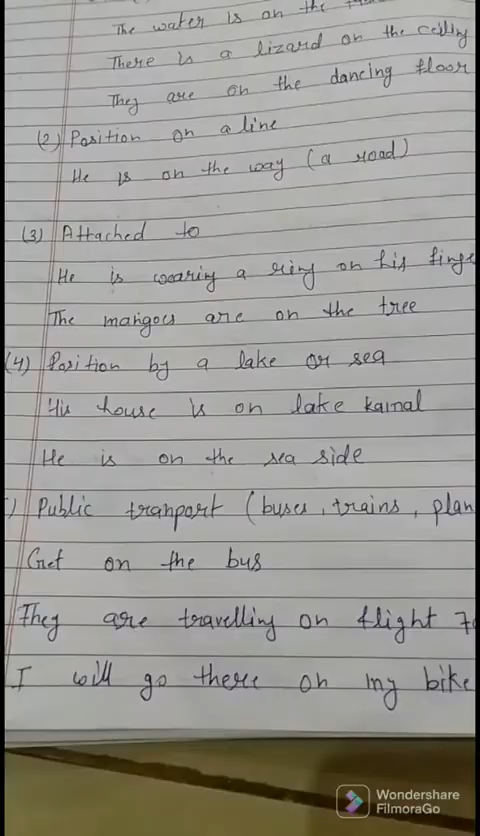 The water is on the
There is a lizard on the ceiling
They are on the dancing floor
(2) Position on a line
He is on the way (a road)
(3) Attached to
He is wearing a ring on his finge
The mangoes are on the tree
(4) Position by a lake or sea
His house is on lake kamal
He is on the sea side
) Public tranport (buses, trains, plan
Get on the bus
They are travelling on flight 7
I will go there on my bike
Wondershare
FilmoraGo